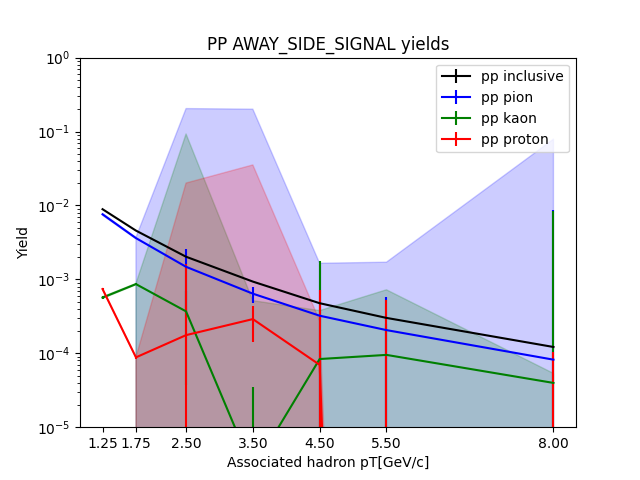 PP AWAY_SIDE_SIGNAL yields
10^0
10^-1
10^-2
10^-3
10^-4
10^-5
Yield
pp inclusive
pp pion
pp kaon
pp proton
1.25 1.75 2.50 3.50 4.50 5.50 8.00
Associated hadron pT[GeV/c]